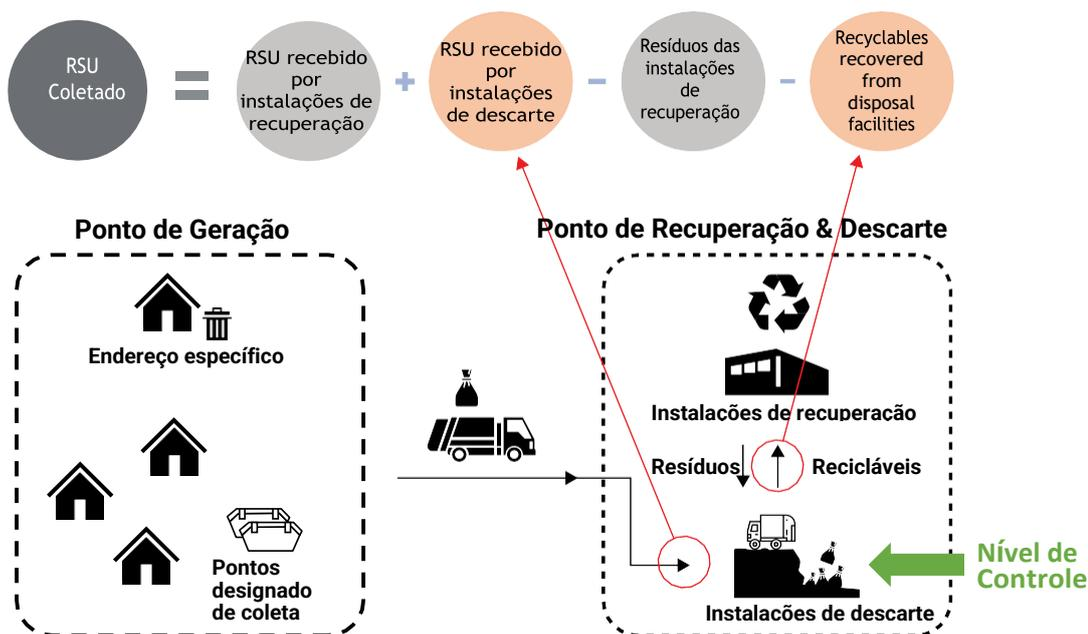 RSU
Coletado
=
RSU recebido
por
instalações de
recuperação
+
RSU recebido
por
instalações
de descarte
-
Resíduos das
instalações
de
recuperação
-
Recyclables
recovered
from
disposal
facilities
Ponto de Geração
Ponto de Recuperação & Descarte
Endereço específico
Instalações de recuperação
Resíduos
Recicláveis
Pontos
designado
de coleta
Nível de
Controle
Instalações de descarte